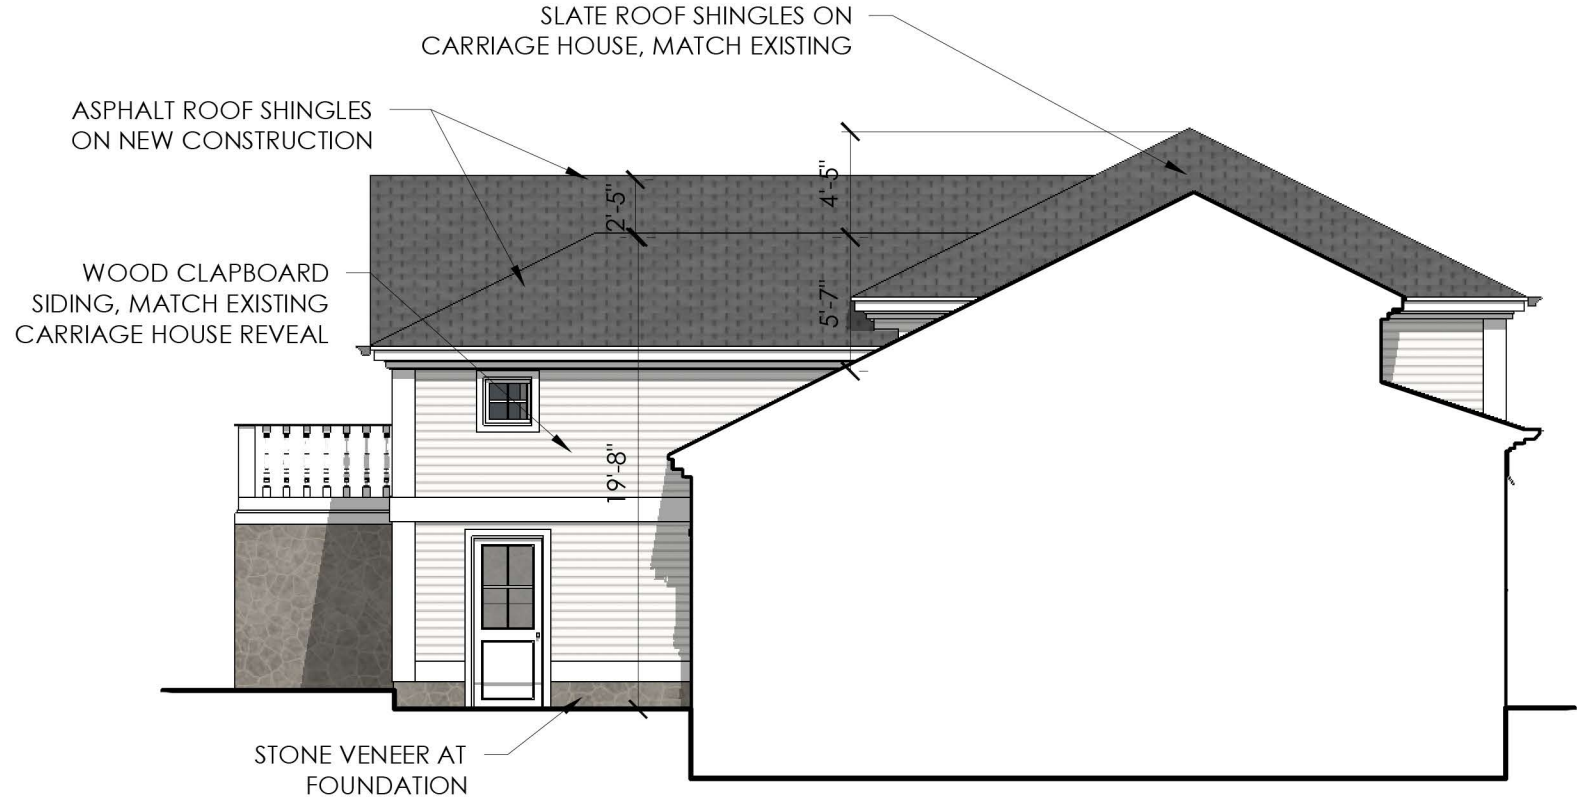 SLATE ROOF SHINGLES ON
CARRIAGE HOUSE, MATCH EXISTING
ASPHALT ROOF SHINGLES
ON NEW CONSTRUCTION
2'-5"
4'-5"
WOOD CLAPBOARD
SIDING, MATCH EXISTING
CARRIAGE HOUSE REVEAL
5'-7"
19'-8"
STONE VENEER AT
FOUNDATION